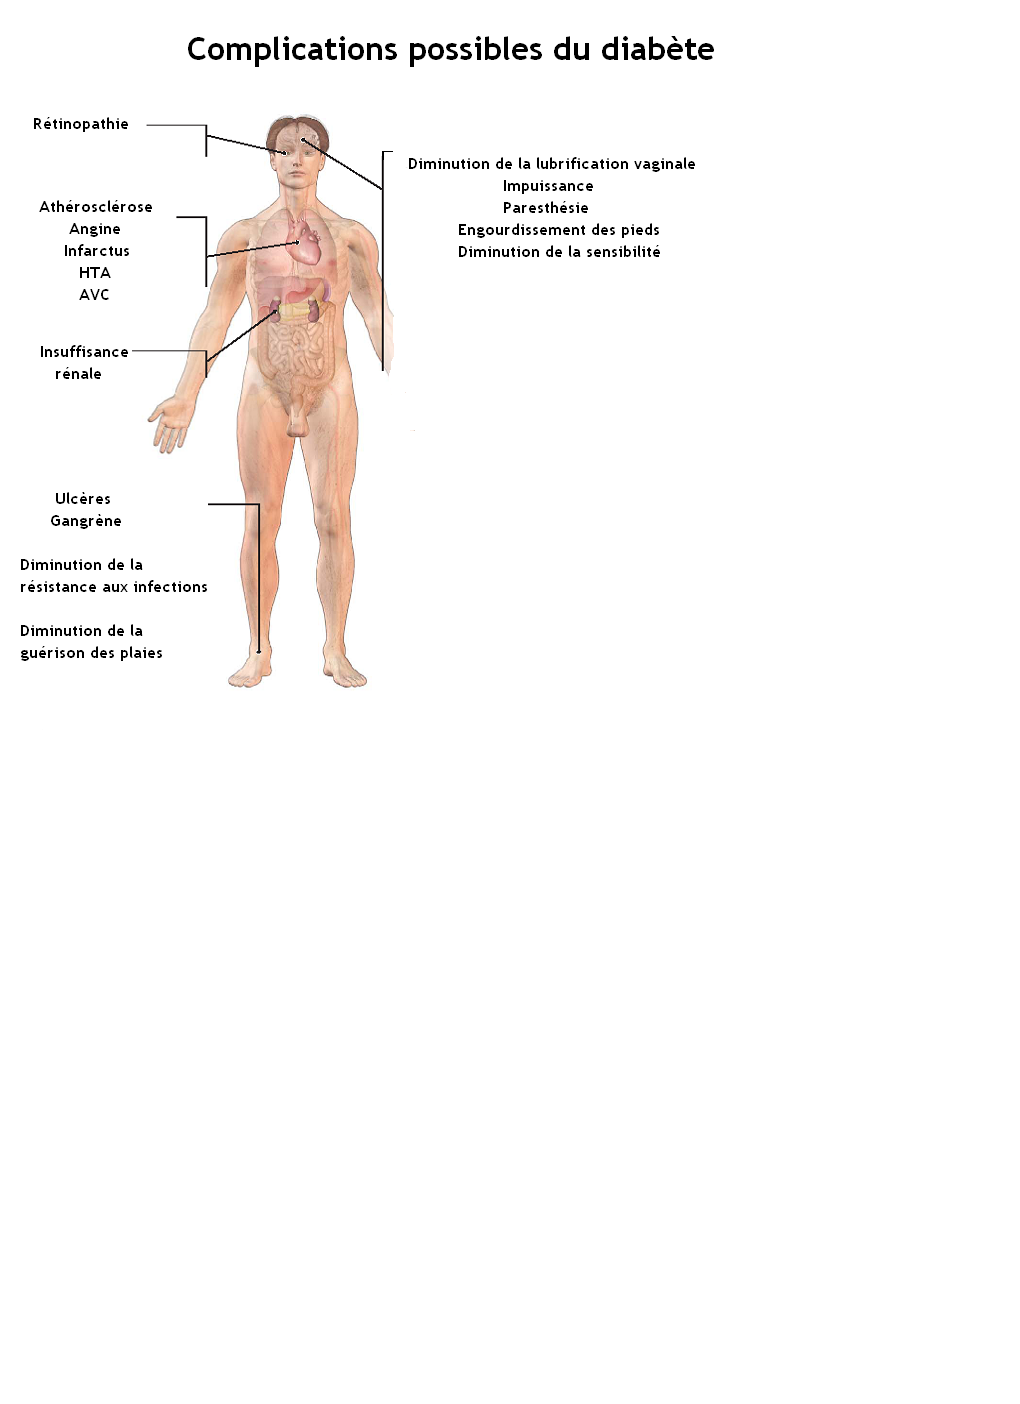 Complications possibles du diabète
Rétinopathie
Athérosclérose
Angine
Infarctus
HTA
AVC
Insuffisance
rénale
Ulcères
Gangrène
Diminution de la
résistance aux infections
Diminution de la
guérison des plaies
Diminution de la lubrification vaginale
Impuissance
Paresthésie
Engourdissement des pieds
Diminution de la sensibilité